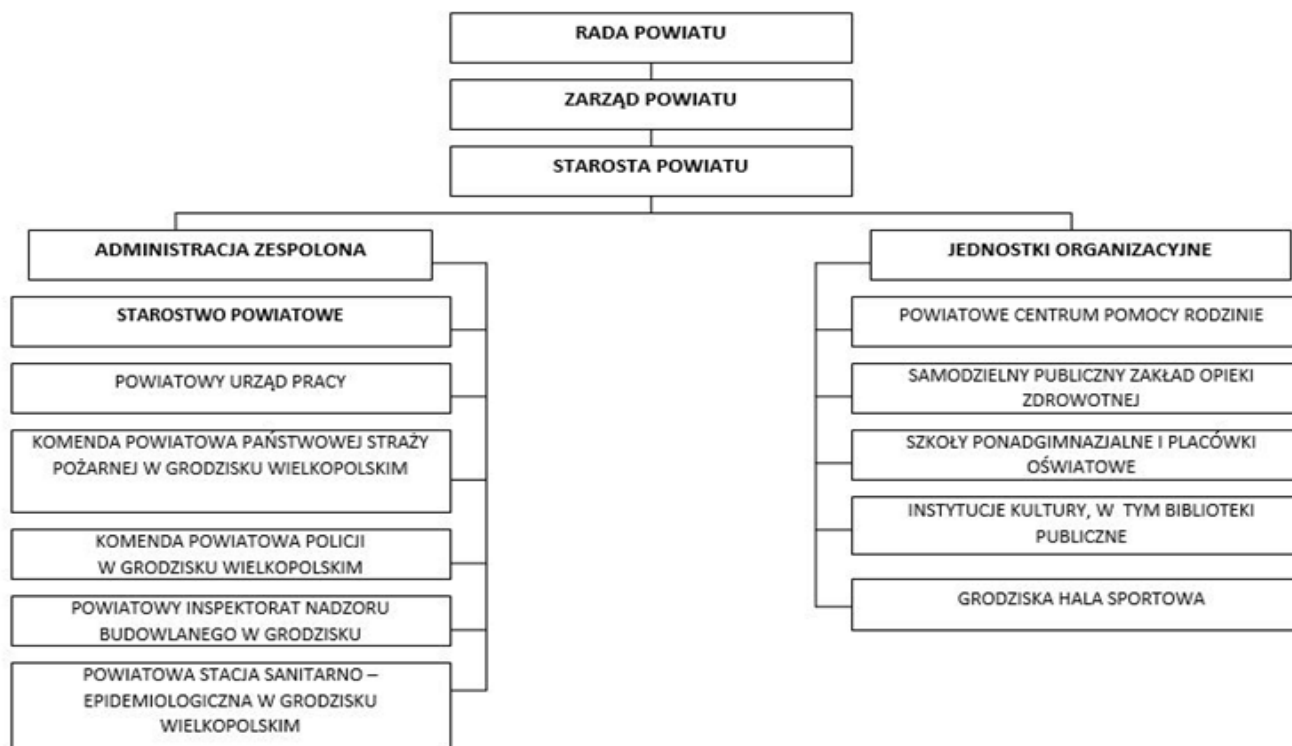 RADA POWIATU
ZARZĄD POWIATU
STAROSTA POWIATU
ADMINISTRACJA ZESPOLONA
STAROSTWO POWIATOWE
POWIATOWY URZĄD PRACY
KOMENDA POWIATOWA PAŃSTWOWEJ STRAŻY
POŻARNEJ W GRODZISKU WIELKOPOLSKIM
KOMENDA POWIATOWA POLICJI
W GRODZISKU WIELKOPOLSKIM
POWIATOWY INSPEKTORAT NADZORU
BUDOWLANEGO W GRODZISKU
POWIATOWA STACJA SANITARNO –
EPIDEMIOLOGICZNA W GRODZISKU
WIELKOPOLSKIM
JEDNOSTKI ORGANIZACYJNE
POWIATOWE CENTRUM POMOCY RODZINIE
SAMODZIELNY PUBLICZNY ZAKŁAD OPIEKI
ZDROWOTNEJ
SZKOŁY PONADGIMNAZJALNE I PLACÓWKI
OŚWIATOWE
INSTYTUCJE KULTURY, W TYM BIBLIOTEKI
PUBLICZNE
GRODZISKA HALA SPORTOWA